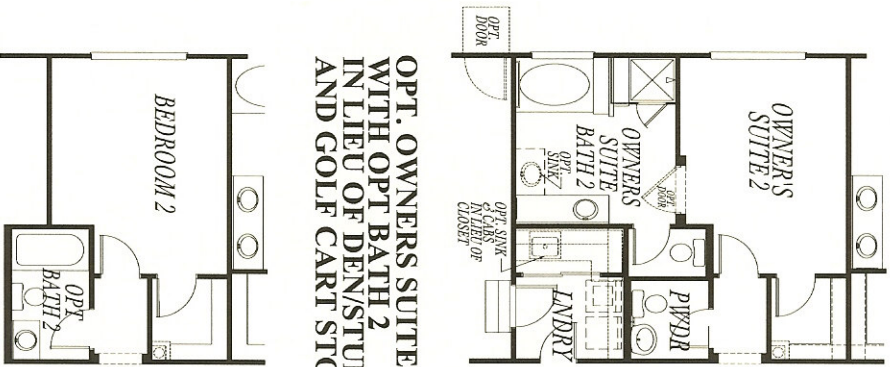 BEDROOM 2
OPT
BATH 2
OPT. OWNERS SUITE
WITH OPT BATH 2
IN LIEU OF DEN/STU
AND GOLF CART STO
OPT.
DOOR
OWNERS
SUITE
BATH 2
OPT.
SINK
OPT.
DOOR
OPT. SINK
& CABS
IN LIEU OF
CLOSET
LNDRY
PWDR
OWNER'S
SUITE 2